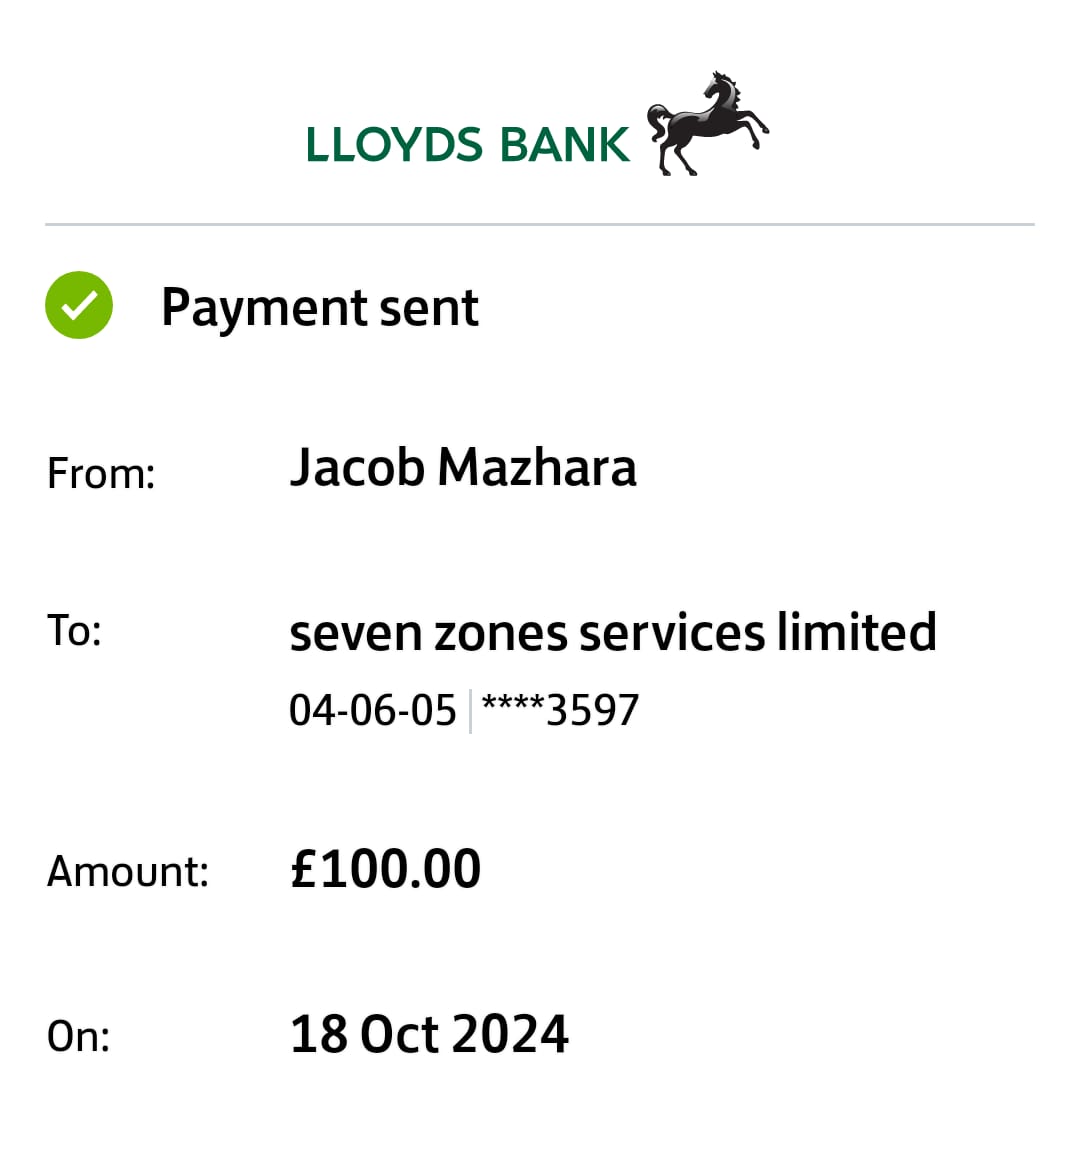 LLOYDS BANK
Payment sent
From: Jacob Mazhara
To: seven zones services limited
04-06-05 | ****3597
Amount: £100.00
On: 18 Oct 2024